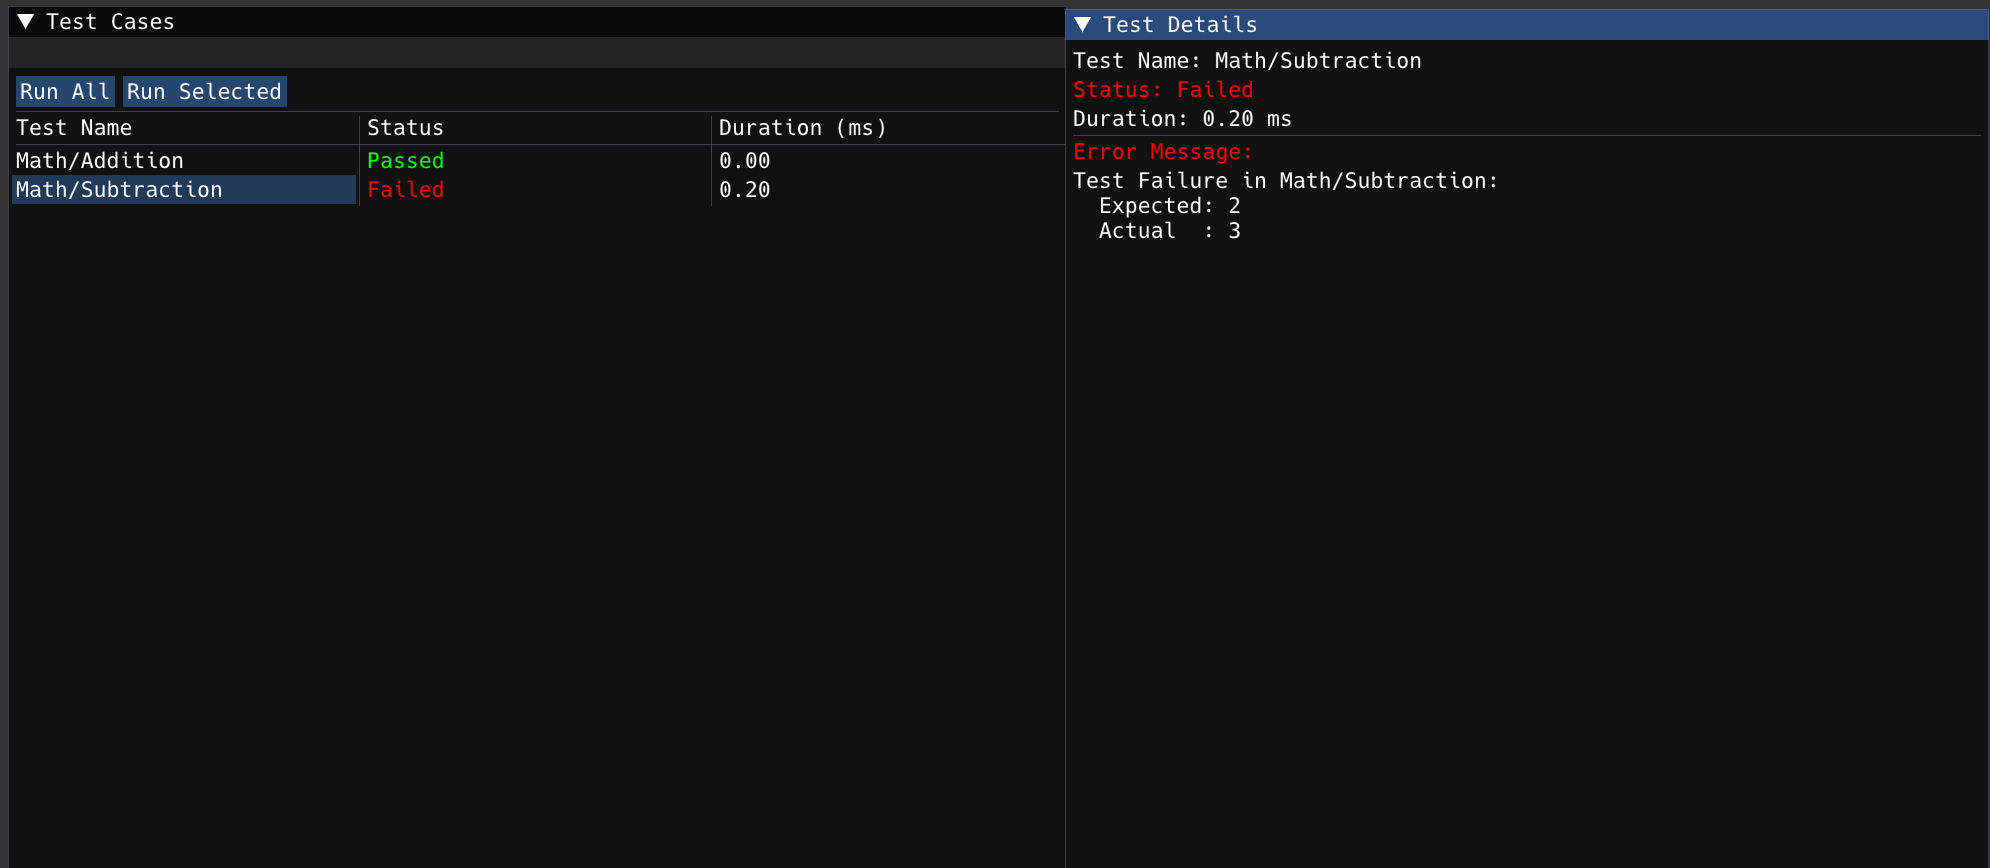 Test Cases
Run All Run Selected
Test Name Status Duration (ms)
Math/Addition Passed 0.00
Math/Subtraction Failed 0.20
Test Details
Test Name: Math/Subtraction
Status: Failed
Duration: 0.20 ms
Error Message:
Test Failure in Math/Subtraction:
  Expected: 2
  Actual  : 3